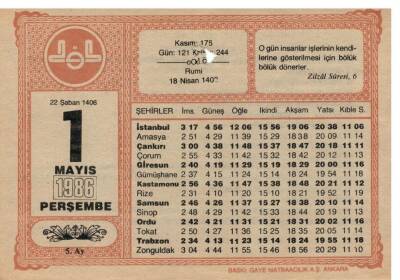 Kasım: 175
Gün: 121 244
Rumi
18 Nisan 140
O gün insanlar işlerinin kendi-
lerine gösterilmesi için bölük
bölük dönerler.
Zilzâl Sûresi, 6
22 Şaban 1406
1
MAYIS
1986
PERŞEMBE
5. Ay
ŞEHİRLER İms. Güneş Öğle İkindi Akşam Yatsı Kıble S.
İstanbul 3 17 4 56 12 06 15 56 19 06 20 38 11 06
Amasya 2 51 4 29 11 39 15 29 18 38 20 09 11 14
Çankırı 3 00 4 38 11 48 15 37 18 47 20 18 11 11
Çorum 2 55 4 33 11 42 15 32 18 42 20 13 11 13
Giresun 2 40 4 19 11 29 15 19 18 29 20 00 11 16
Gümüşhane 2 37 4 15 11 24 15 14 18 24 19 54 11 18
Kastamonu 2 56 4 36 11 47 15 38 18 48 20 21 11 12
Rize 2 31 4 10 11 20 15 10 18 20 19 51 11 19
Samsun 2 46 4 26 11 37 15 27 18 38 20 10 11 14
Sinop 2 48 4 29 11 42 15 33 18 44 20 18 11 13
Ordu 2 42 4 21 11 31 15 21 18 31 20 02 11 16
Tokat 2 50 4 27 11 36 15 25 18 35 20 05 11 15
Trabzon 2 34 4 13 11 23 15 14 18 24 19 55 11 18
Zonguldak 3 04 4 44 11 55 15 46 18 56 20 29 11 10
BASKI: GAYE MATBAACILIK A.Ş. ANKARA